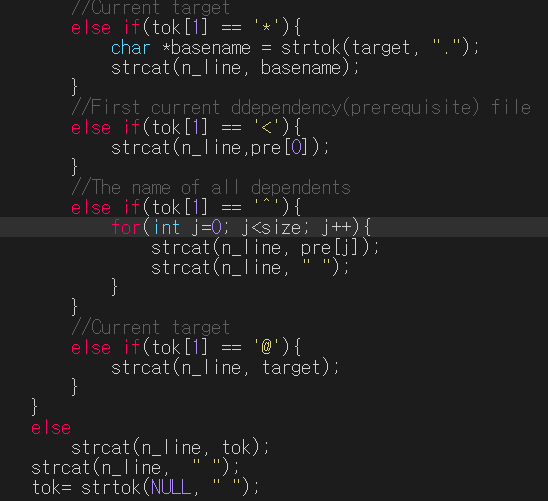 //Current target
else if(tok[1] == '*'){
char *basename = strtok(target, ".");
strcat(n_line, basename);
}
//First current ddependency(prerequisite) file
else if(tok[1] == '<'){
strcat(n_line,pre[0]);
}
//The name of all dependents
else if(tok[1] == '^'){
for(int j=0; j<size; j++){
strcat(n_line, pre[j]);
strcat(n_line, " ");
}
}
//Current target
else if(tok[1] == '@'){
strcat(n_line, target);
}
}
else
strcat(n_line, tok);
strcat(n_line,  " ");
tok= strtok(NULL, " ");